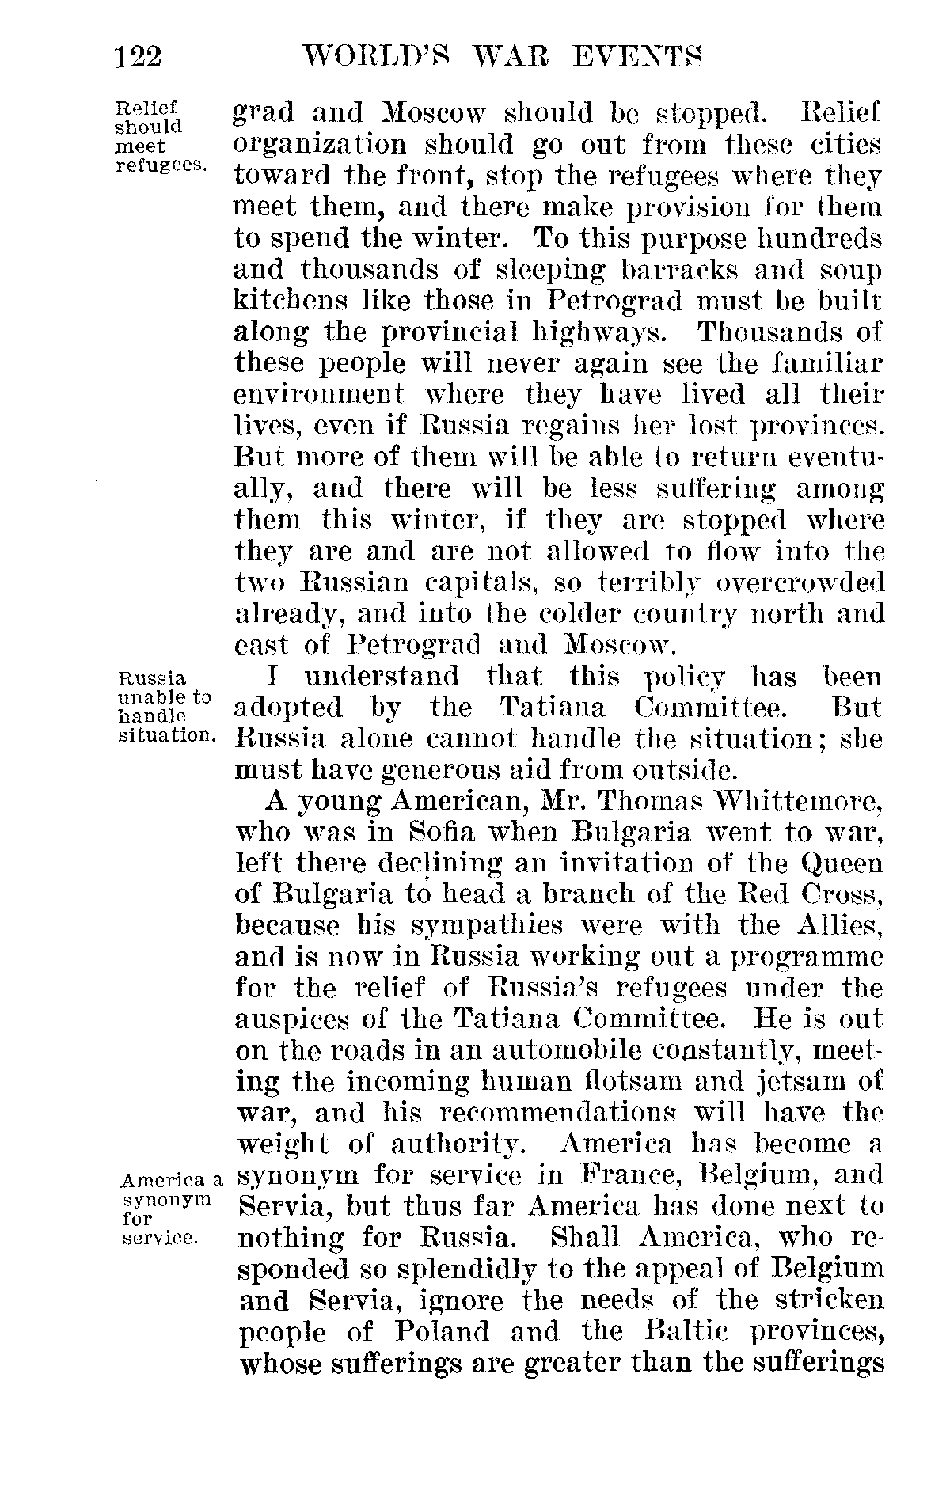 122 WORLD'S WAR EVENTS
Relief
should
meet
refugees.
grad and Moscow should be stopped. Relief
organization should go out from these cities
toward the front, stop the refugees where they
meet them, and there make provision for them
to spend the winter. To this purpose hundreds
and thousands of sleeping barracks and soup
kitchens like those in Petrograd must be built
along the provincial highways. Thousands of
these people will never again see the familiar
environment where they have lived all their
lives, even if Russia regains her lost provinces.
But more of them will be able to return eventu-
ally, and there will be less suffering among
them this winter, if they are stopped where
they are and are not allowed to flow into the
two Russian capitals, so terribly overcrowded
already, and into the colder country north and
east of Petrograd and Moscow.
Russia
unable to
handle
situation.
I understand that this policy has been
adopted by the Tatiana Committee. But
Russia alone cannot handle the situation; she
must have generous aid from outside.
A young American, Mr. Thomas Whittemore,
who was in Sofia when Bulgaria went to war,
left there declining an invitation of the Queen
of Bulgaria to head a branch of the Red Cross,
because his sympathies were with the Allies,
and is now in Russia working out a programme
for the relief of Russia's refugees under the
auspices of the Tatiana Committee. He is out
on the roads in an automobile constantly, meet-
ing the incoming human flotsam and jetsam of
war, and his recommendations will have the
weight of authority. America has become a
America a
synonym
for
service.
synonym for service in France, Belgium, and
Servia, but thus far America has done next to
nothing for Russia. Shall America, who re-
sponded so splendidly to the appeal of Belgium
and Servia, ignore the needs of the stricken
people of Poland and the Baltic provinces,
whose sufferings are greater than the sufferings